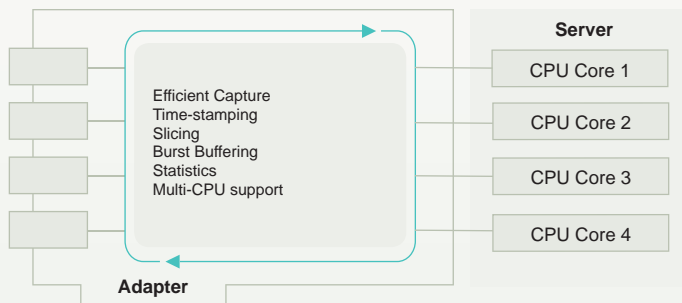 Server
CPU Core 1
Efficient Capture
Time-stamping
Slicing
Burst Buffering
Statistics
Multi-CPU support
CPU Core 2
CPU Core 3
CPU Core 4
Adapter